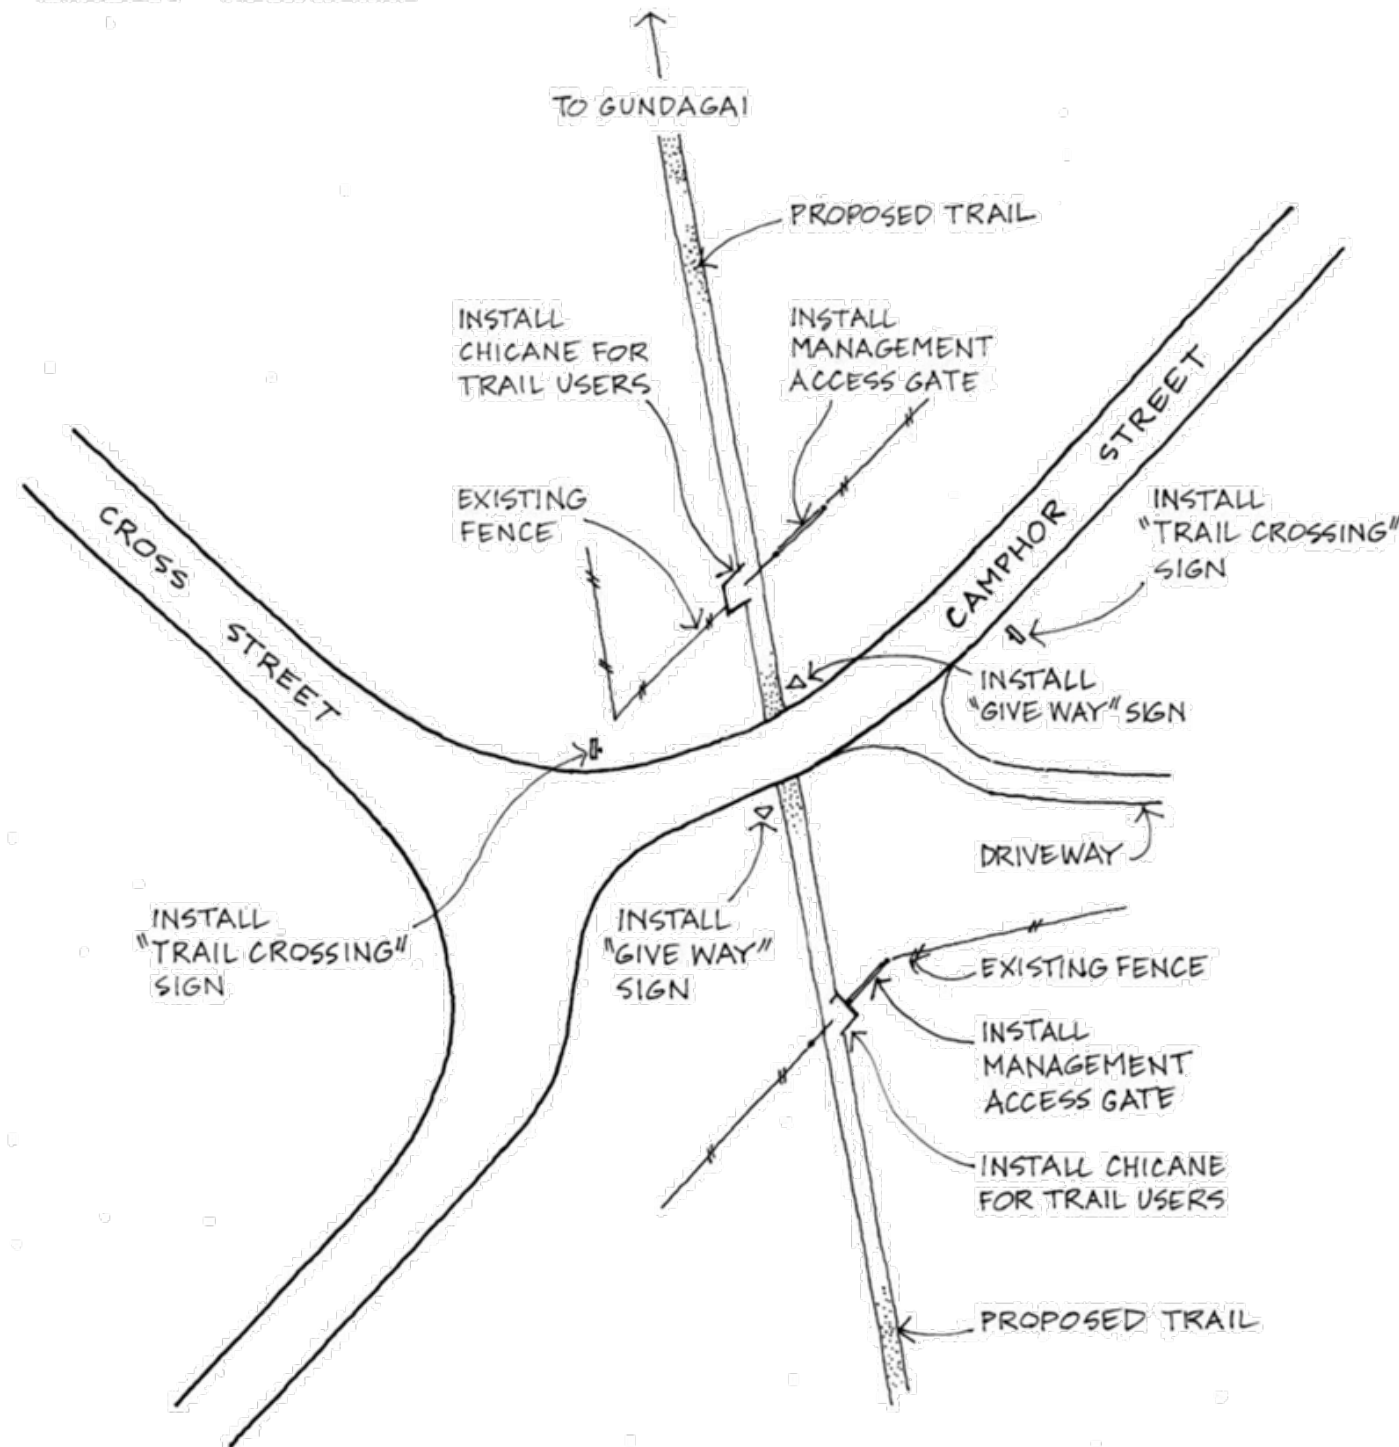 TO GUNDAGAI
PROPOSED TRAIL
INSTALL
CHICANE FOR
TRAIL USERS
INSTALL
MANAGEMENT
ACCESS GATE
EXISTING
FENCE
CROSS
STREET
CAMPHOR
STREET
INSTALL
"TRAIL CROSSING"
SIGN
INSTALL
"GIVE WAY" SIGN
DRIVEWAY
INSTALL
"TRAIL CROSSING"
SIGN
INSTALL
"GIVE WAY"
SIGN
EXISTING FENCE
INSTALL
MANAGEMENT
ACCESS GATE
INSTALL CHICANE
FOR TRAIL USERS
PROPOSED TRAIL